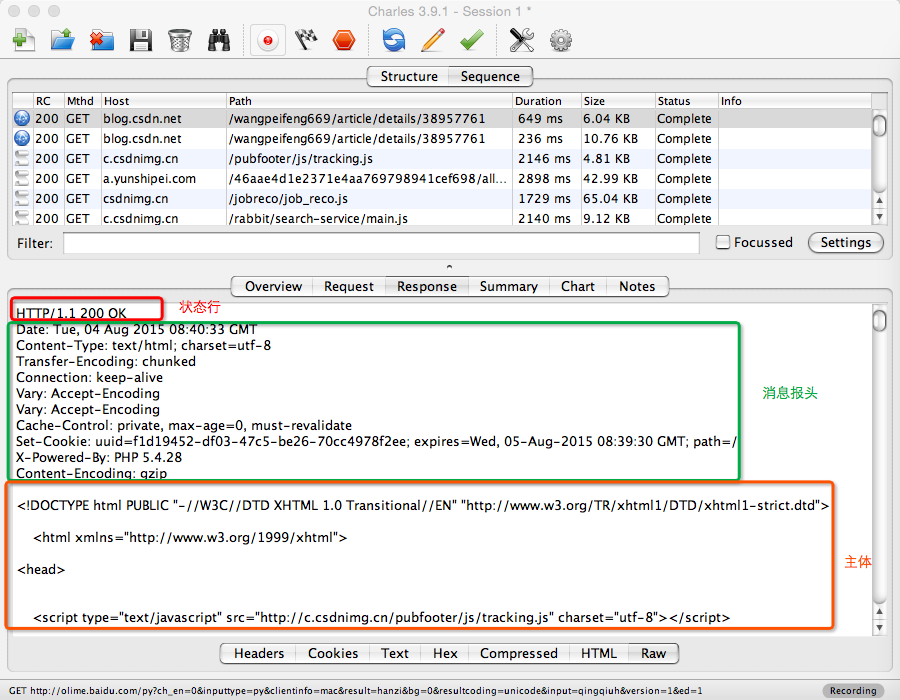 Charles 3.9.1 - Session 1 *
Structure Sequence
RC Mthd Host Path Duration Size Status Info
200 GET blog.csdn.net /wangpeifeng669/article/details/38957761 649 ms 6.04 KB Complete
200 GET blog.csdn.net /wangpeifeng669/article/details/38957761 236 ms 10.76 KB Complete
200 GET c.csdnimg.cn /pubfooter/js/tracking.js 2146 ms 4.81 KB Complete
200 GET a.yunshipei.com /46aae4d1e2371e4aa769798941cef698/all... 2898 ms 42.99 KB Complete
200 GET csdnimg.cn /jobreco/job_reco.js 1729 ms 65.04 KB Complete
200 GET c.csdnimg.cn /rabbit/search-service/main.js 2140 ms 9.12 KB Complete
Filter: Focussed Settings
Overview Request Response Summary Chart Notes
HTTP/1.1 200 OK 状态行
Date: Tue, 04 Aug 2015 08:40:33 GMT
Content-Type: text/html; charset=utf-8
Transfer-Encoding: chunked
Connection: keep-alive
Vary: Accept-Encoding
消息报头
Vary: Accept-Encoding
Cache-Control: private, max-age=0, must-revalidate
Set-Cookie: uuid=f1d19452-df03-47c5-be26-70cc4978f2ee; expires=Wed, 05-Aug-2015 08:39:30 GMT; path=/
X-Powered-By: PHP 5.4.28
Content-Encoding: gzip
<!DOCTYPE html PUBLIC "-//W3C//DTD XHTML 1.0 Transitional//EN" "http://www.w3.org/TR/xhtml1/DTD/xhtml1-strict.dtd">
<html xmlns="http://www.w3.org/1999/xhtml">
<head>
主体
<script type="text/javascript" src="http://c.csdnimg.cn/pubfooter/js/tracking.js" charset="utf-8"></script>
Headers Cookies Text Hex Compressed HTML Raw
GET http://olime.baidu.com/py?ch_en=0&inputtype=py&clientinfo=mac&result=hanzi&bg=0&resultcoding=unicode&input=qingqiuh&version=1&ed=1 Recording